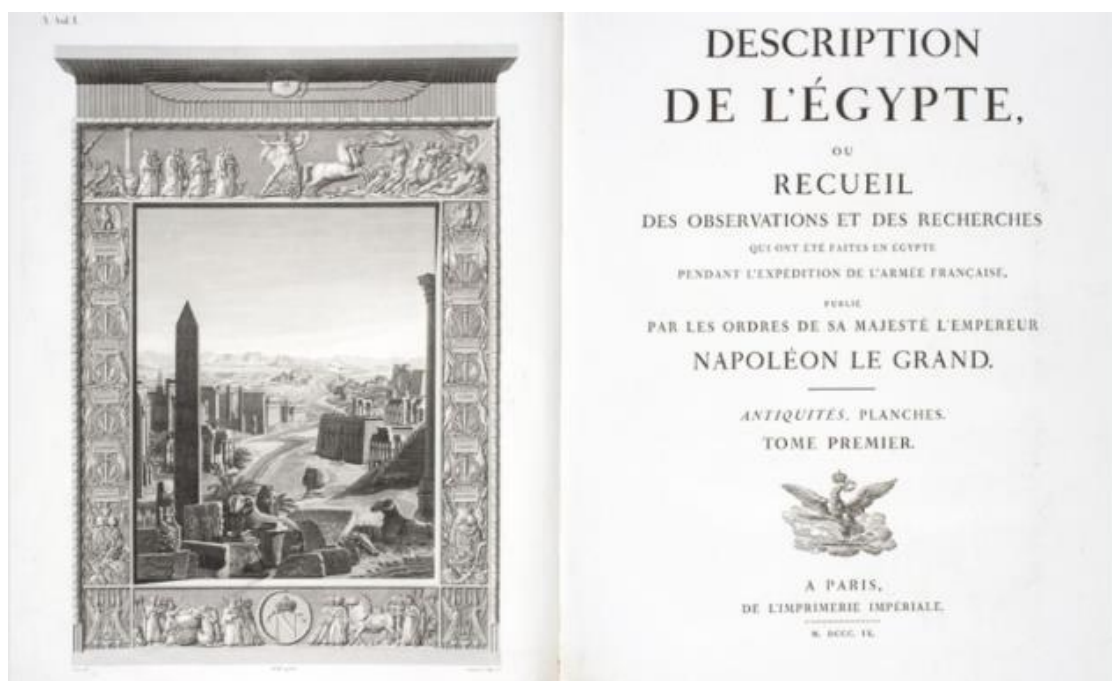 DESCRIPTION
DE L'ÉGYPTE,
OU
RECUEIL
DES OBSERVATIONS ET DES RECHERCHES
QUI ONT ÉTÉ FAITES EN ÉGYPTE
PENDANT L'EXPÉDITION DE L'ARMÉE FRANÇAISE,
PUBLIÉ
PAR LES ORDRES DE SA MAJESTÉ L'EMPEREUR
NAPOLÉON LE GRAND.
ANTIQUITÉS, PLANCHES.
TOME PREMIER.
A PARIS,
DE L'IMPRIMERIE IMPÉRIALE.
M. DCCC. IX.